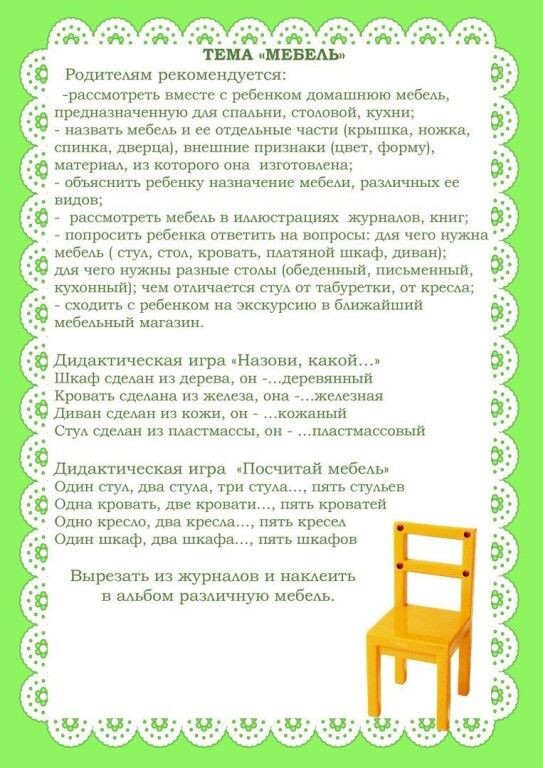 ТЕМА «МЕБЕЛЬ»
Родителям рекомендуется:
-рассмотреть вместе с ребенком домашнюю мебель,
предназначенную для спальни, столовой, кухни;
- назвать мебель и ее отдельные части (крышка, ножка,
спинка, дверца), внешние признаки (цвет, форму),
материал, из которого она изготовлена;
- объяснить ребенку назначение мебели, различных ее
видов;
- рассмотреть мебель в иллюстрациях журналов, книг;
- попросить ребенка ответить на вопросы: для чего нужна
мебель ( стул, стол, кровать, платяной шкаф, диван);
для чего нужны разные столы (обеденный, письменный,
кухонный); чем отличается стул от табуретки, от кресла;
- сходить с ребенком на экскурсию в ближайший
мебельный магазин.
Дидактическая игра «Назови, какой…»
Шкаф сделан из дерева, он -…деревянный
Кровать сделана из железа, она -…железная
Диван сделан из кожи, он - …кожаный
Стул сделан из пластмассы, он - …пластмассовый
Дидактическая игра «Посчитай мебель»
Один стул, два стула, три стула…, пять стульев
Одна кровать, две кровати…, пять кроватей
Одно кресло, два кресла…, пять кресел
Один шкаф, два шкафа…, пять шкафов
Вырезать из журналов и наклеить
в альбом различную мебель.